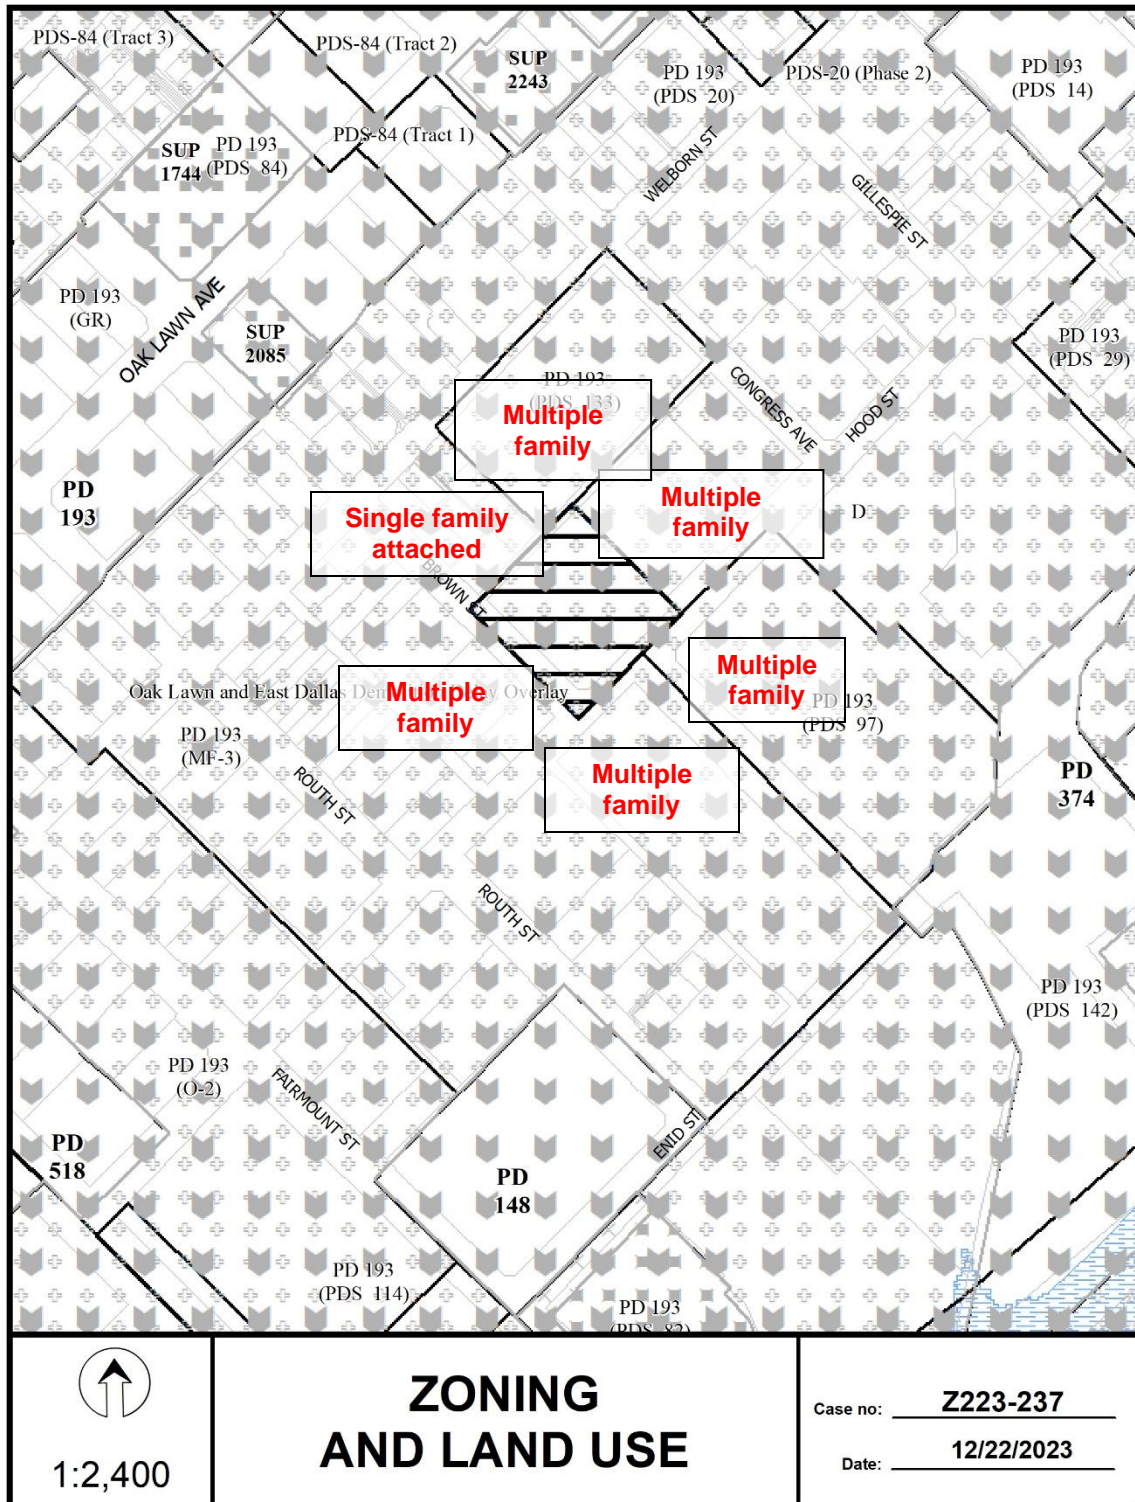 PDS-84 (Tract 3)
PDS-84 (Tract 2)
SUP
2243
PD 193
(PDS 20)
PDS-20 (Phase 2)
PD 193
(PDS 14)
PDS-84 (Tract 1)
SUP
1744
PD 193
(PDS 84)
WELBORN ST
GILLESPIE ST
PD 193
(GR)
OAK LAWN AVE
SUP
2085
PD 193
(PDS 29)
PD 193
(PDS 133)
CONGRESS AVE
HOOD ST
Multiple
family
PD
193
Single family
attached
Multiple
family
D
BROWN ST
Oak Lawn and East Dallas Demolition Delay Overlay
Multiple
family
Multiple
family
PD 193
(PDS 97)
PD 193
(MF-3)
Multiple
family
PD
374
ROUTH ST
ROUTH ST
PD 193
(PDS 142)
PD 193
(O-2)
FAIRMOUNT ST
ENID ST
PD
518
PD
148
PD 193
(PDS 114)
PD 193
(PDS 82)
1:2,400
ZONING
AND LAND USE
Case no: Z223-237
Date: 12/22/2023